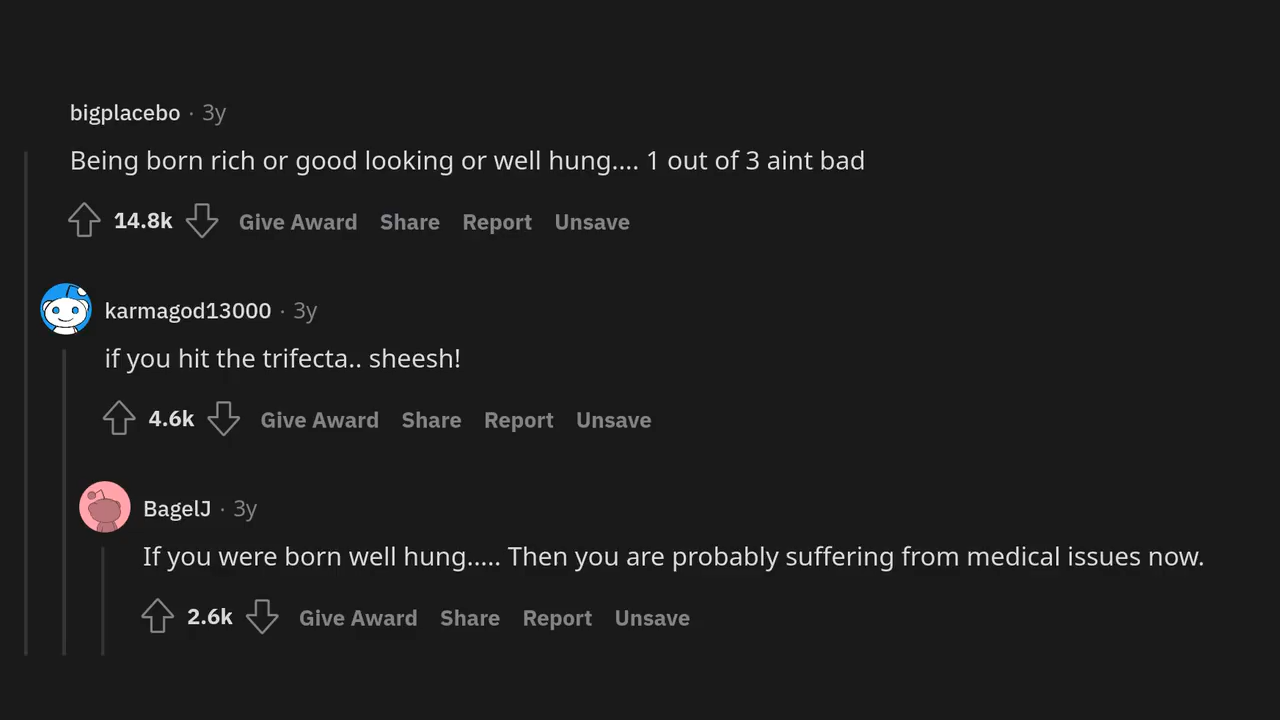 bigplacebo · 3y
Being born rich or good looking or well hung.... 1 out of 3 aint bad
14.8k Give Award Share Report Unsave
karmagod13000 · 3y
if you hit the trifecta.. sheesh!
4.6k Give Award Share Report Unsave
BagelJ · 3y
If you were born well hung..... Then you are probably suffering from medical issues now.
2.6k Give Award Share Report Unsave